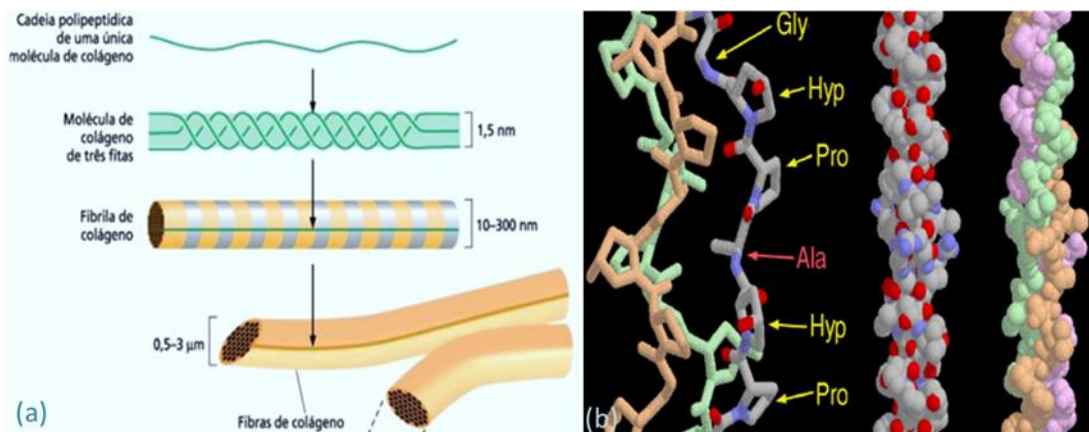 Cadeia polipeptídica
de uma única
molécula de colágeno
Molécula
de colágeno
de três fitas
1,5 nm
Fibrila de
colágeno
10–300 nm
0,5–3 μm
Fibras de colágeno
(a)
Gly
Hyp
Pro
Ala
Hyp
Pro
(b)